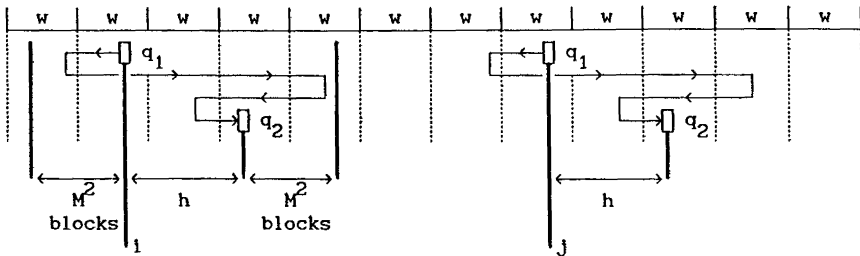 w w w w w w w w w w w w
q₁ q₁
q₂ q₂
M² h M² h
blocks blocks
i j